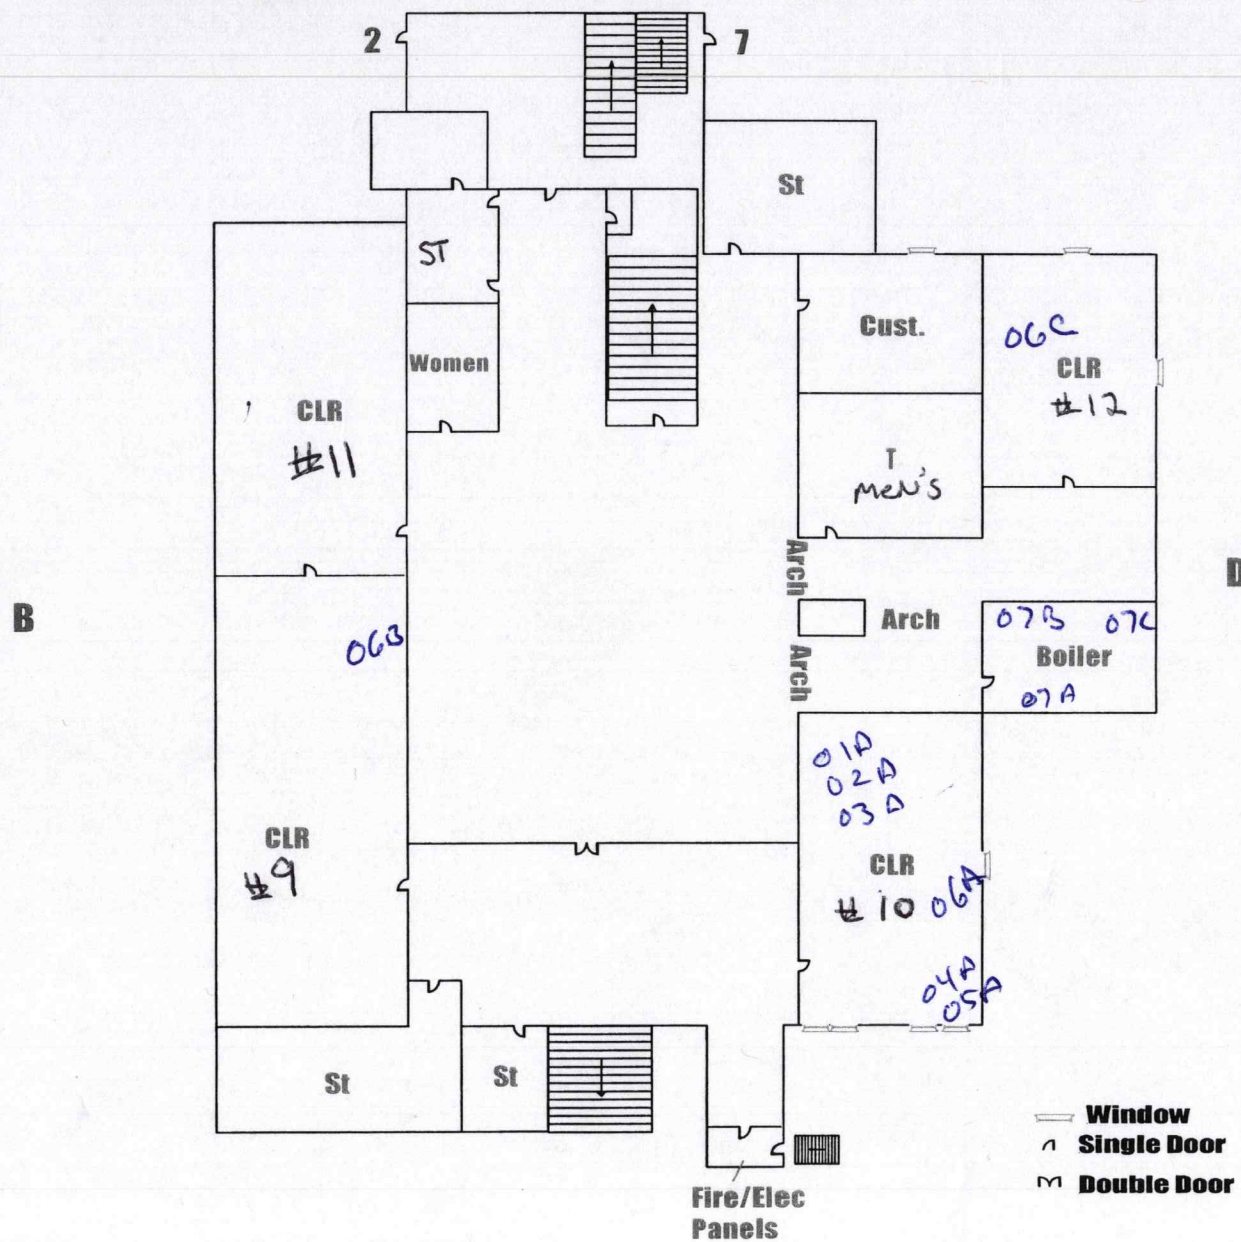 2
7
St
ST
Cust.
06C
CLR
#12
Women
CLR
#11
T
MEN'S
Arch
Arch
Arch
B
D
06B
07B 07C
Boiler
07A
01A
02A
03A
CLR
#9
CLR
#10
06A
04A
05A
St
St
Window
Single Door
Double Door
Fire/Elec
Panels